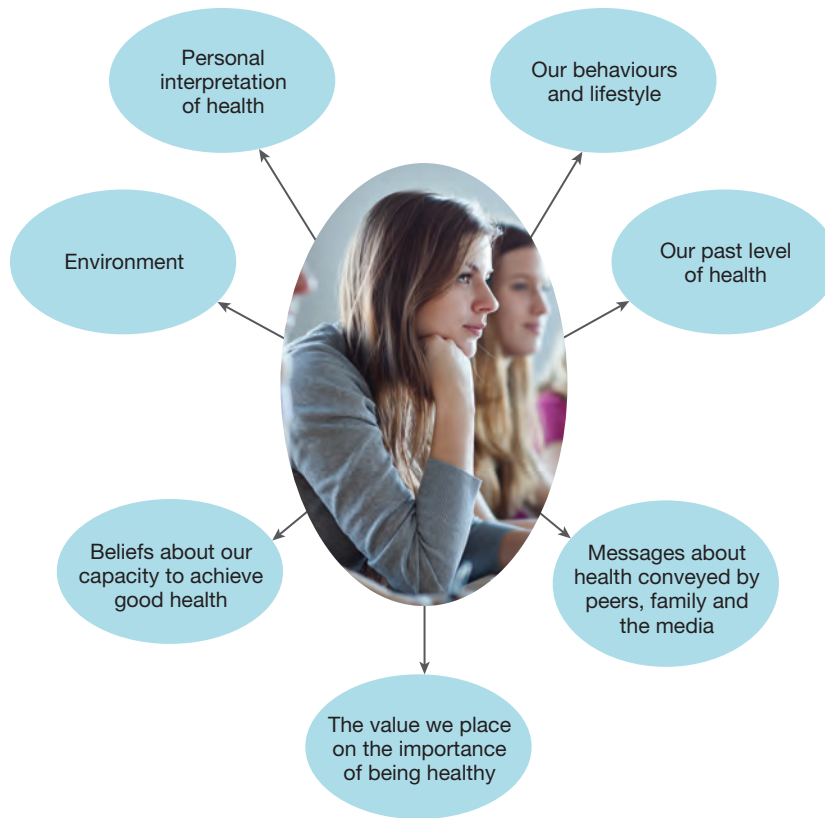 Personal
interpretation
of health
Our behaviours
and lifestyle
Environment
Our past level
of health
Beliefs about our
capacity to achieve
good health
Messages about
health conveyed by
peers, family and
the media
The value we place
on the importance
of being healthy